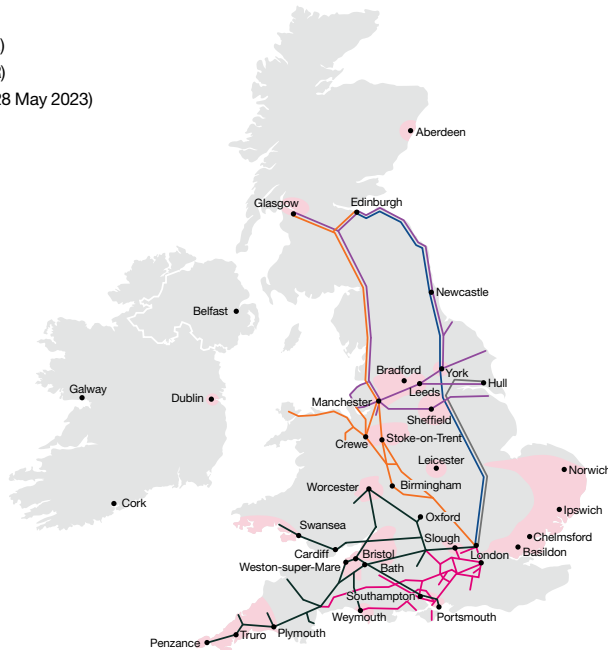 )
)
28 May 2023)
Aberdeen
Glasgow
Edinburgh
Newcastle
Belfast
Bradford
York
Galway
Dublin
Leeds
Hull
Manchester
Sheffield
Crewe
Stoke-on-Trent
Leicester
Norwich
Worcester
Birmingham
Cork
Oxford
Ipswich
Swansea
Slough
Chelmsford
Cardiff
Bristol
London
Basildon
Weston-super-Mare
Bath
Southampton
Weymouth
Portsmouth
Truro
Plymouth
Penzance